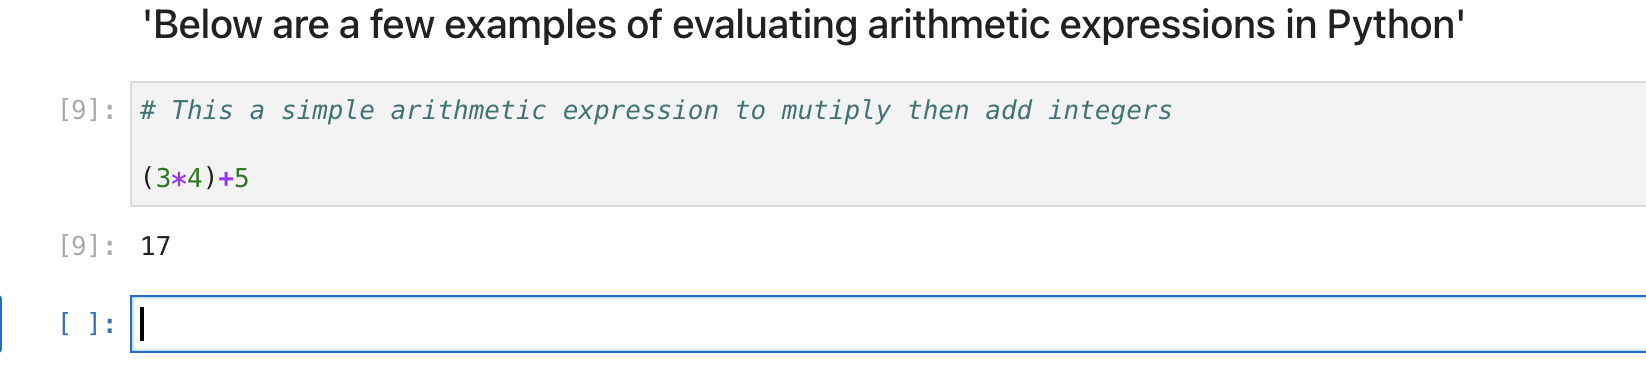 'Below are a few examples of evaluating arithmetic expressions in Python'
[9]: # This a simple arithmetic expression to mutiply then add integers
(3*4)+5
[9]: 17
[ ]: